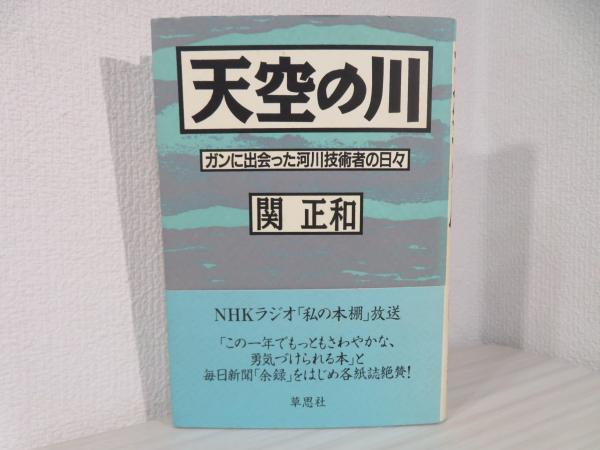 天空の川
ガンに出会った河川技術者の日々
関 正和
NHKラジオ「私の本棚」放送
「この一年でもっともさわやかな、
勇気づけられる本」と
毎日新聞「余録」をはじめ各紙誌絶賛!
草思社